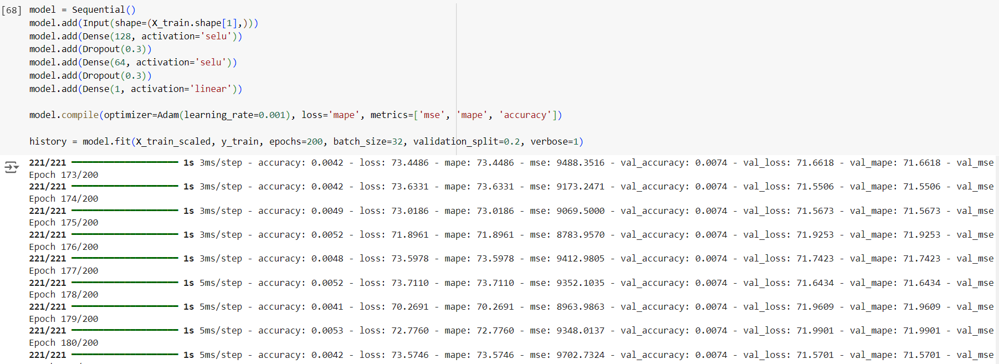 [68] model = Sequential()
model.add(Input(shape=(X_train.shape[1],)))
model.add(Dense(128, activation='selu'))
model.add(Dropout(0.3))
model.add(Dense(64, activation='selu'))
model.add(Dropout(0.3))
model.add(Dense(1, activation='linear'))
model.compile(optimizer=Adam(learning_rate=0.001), loss='mape', metrics=['mse', 'mape', 'accuracy'])
history = model.fit(X_train_scaled, y_train, epochs=200, batch_size=32, validation_split=0.2, verbose=1)
221/221 1s 3ms/step - accuracy: 0.0042 - loss: 73.4486 - mape: 73.4486 - mse: 9488.3516 - val_accuracy: 0.0074 - val_loss: 71.6618 - val_mape: 71.6618 - val_mse
Epoch 173/200
221/221 1s 3ms/step - accuracy: 0.0042 - loss: 73.6331 - mape: 73.6331 - mse: 9173.2471 - val_accuracy: 0.0074 - val_loss: 71.5506 - val_mape: 71.5506 - val_mse
Epoch 174/200
221/221 1s 3ms/step - accuracy: 0.0049 - loss: 73.0186 - mape: 73.0186 - mse: 9069.5000 - val_accuracy: 0.0074 - val_loss: 71.5673 - val_mape: 71.5673 - val_mse
Epoch 175/200
221/221 1s 3ms/step - accuracy: 0.0052 - loss: 71.8961 - mape: 71.8961 - mse: 8783.9570 - val_accuracy: 0.0074 - val_loss: 71.9253 - val_mape: 71.9253 - val_mse
Epoch 176/200
221/221 1s 3ms/step - accuracy: 0.0048 - loss: 73.5978 - mape: 73.5978 - mse: 9412.9805 - val_accuracy: 0.0074 - val_loss: 71.7423 - val_mape: 71.7423 - val_mse
Epoch 177/200
221/221 1s 5ms/step - accuracy: 0.0052 - loss: 73.7110 - mape: 73.7110 - mse: 9352.1035 - val_accuracy: 0.0074 - val_loss: 71.6434 - val_mape: 71.6434 - val_mse
Epoch 178/200
221/221 1s 5ms/step - accuracy: 0.0041 - loss: 70.2691 - mape: 70.2691 - mse: 8963.9863 - val_accuracy: 0.0074 - val_loss: 71.9609 - val_mape: 71.9609 - val_mse
Epoch 179/200
221/221 1s 5ms/step - accuracy: 0.0053 - loss: 72.7760 - mape: 72.7760 - mse: 9348.0137 - val_accuracy: 0.0074 - val_loss: 71.9901 - val_mape: 71.9901 - val_mse
Epoch 180/200
221/221 1s 5ms/step - accuracy: 0.0042 - loss: 73.5746 - mape: 73.5746 - mse: 9702.7324 - val_accuracy: 0.0074 - val_loss: 71.5701 - val_mape: 71.5701 - val_mse